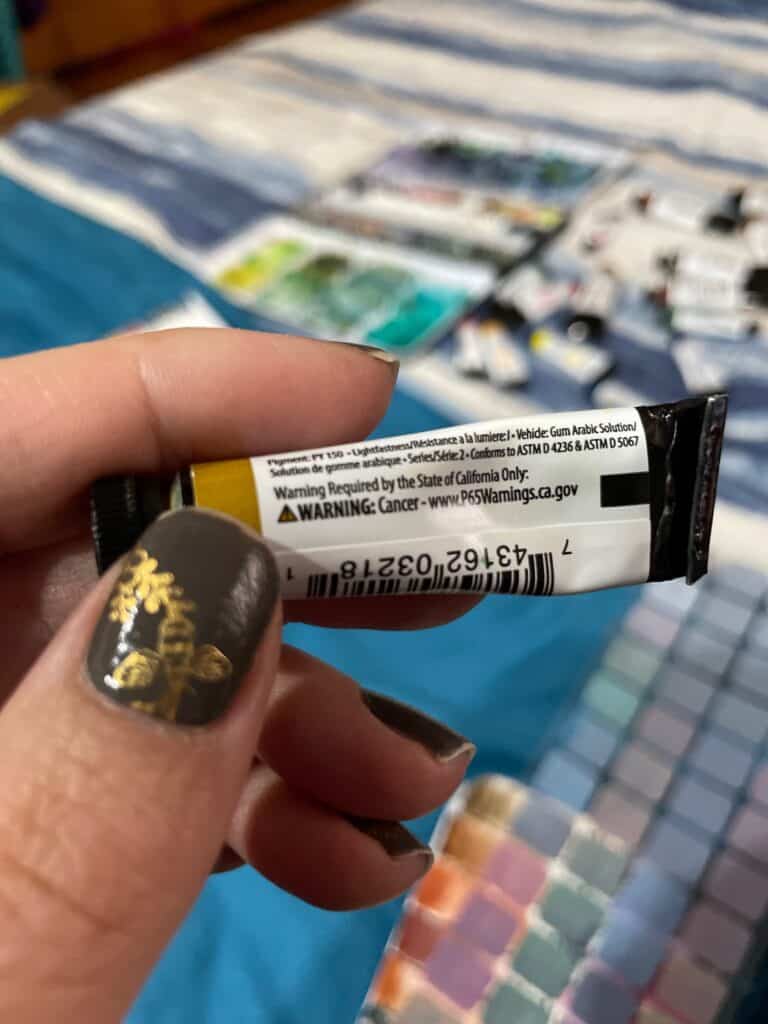 Pigment: PY 150 • Lightfastness/Résistance a la lumiere: I • Vehicle: Gum Arabic Solution/
Solution de gomme arabique • Series/Série: 2 • Conforms to ASTM D 4236 & ASTM D 5067
Warning Required by the State of California Only:
WARNING: Cancer - www.P65Warnings.ca.gov
7 43162 03218 1